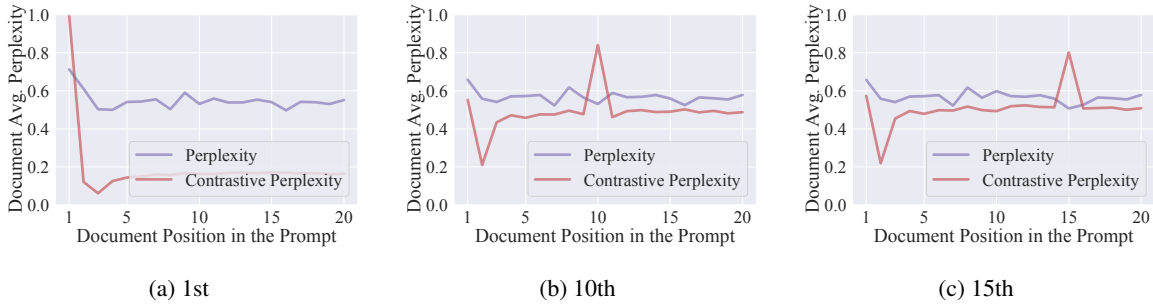 Document Avg. Perplexity
1.0
0.8
0.6
0.4
0.2
0.0
Perplexity
Contrastive Perplexity
1 5 10 15 20
Document Position in the Prompt
(a) 1st
Document Avg. Perplexity
1.0
0.8
0.6
0.4
0.2
0.0
Perplexity
Contrastive Perplexity
1 5 10 15 20
Document Position in the Prompt
(b) 10th
Document Avg. Perplexity
1.0
0.8
0.6
0.4
0.2
0.0
Perplexity
Contrastive Perplexity
1 5 10 15 20
Document Position in the Prompt
(c) 15th